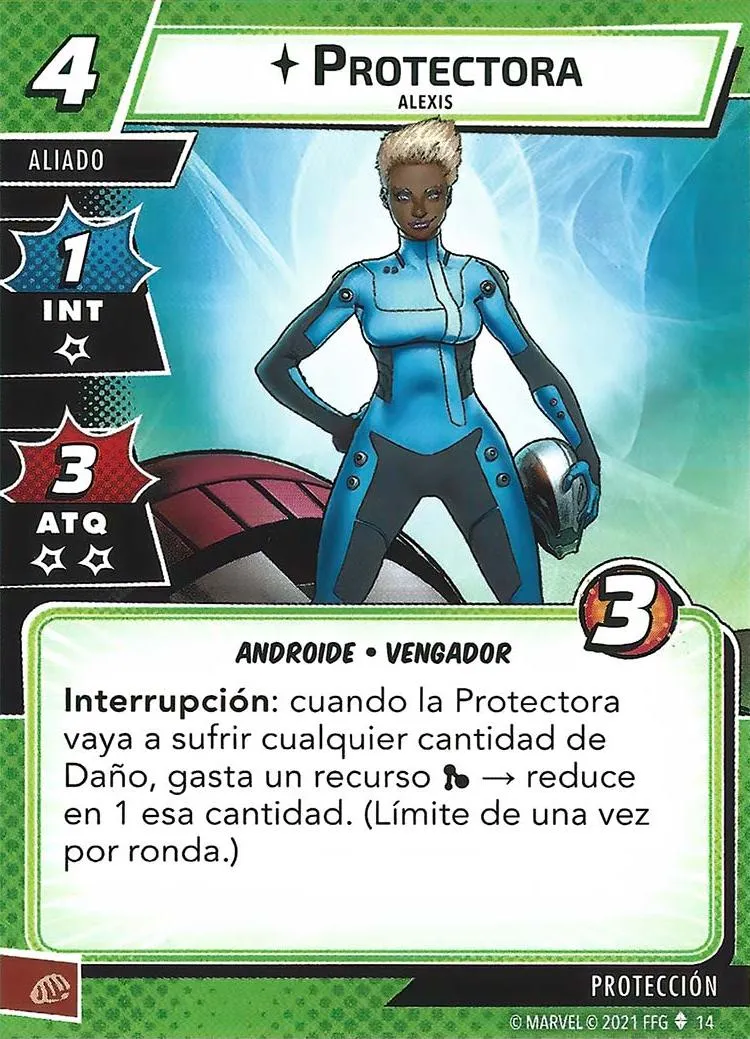 4
PROTECTORA
ALEXIS
ALIADO
1
INT
3
ATQ
3
ANDROIDE • VENGADOR
Interrupción: cuando la Protectora
vaya a sufrir cualquier cantidad de
Daño, gasta un recurso → reduce
en 1 esa cantidad. (Límite de una vez
por ronda.)
PROTECCIÓN
© MARVEL © 2021 FFG 14